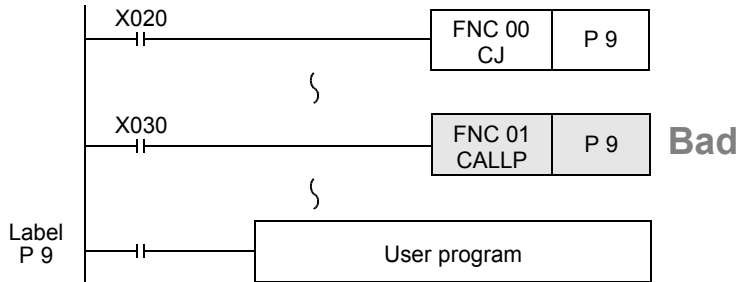 X020
FNC 00
CJ
P 9
X030
FNC 01
CALLP
P 9
Bad
Label
P 9
User program